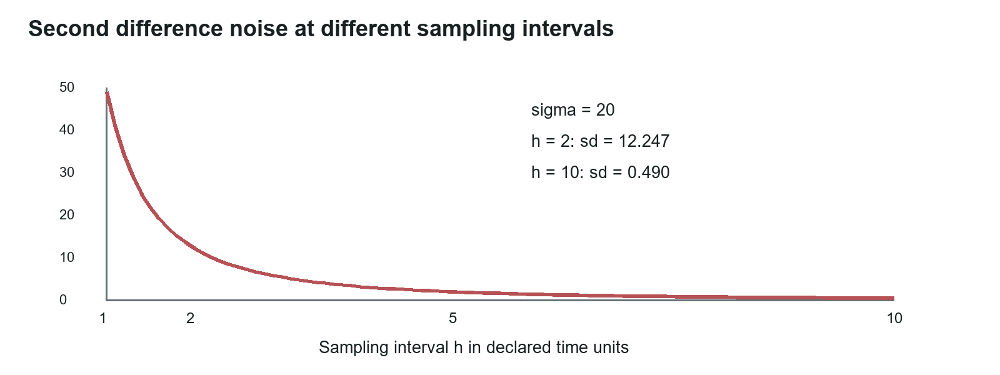 Second difference noise at different sampling intervals
50
sigma = 20
40
h = 2: sd = 12.247
30
h = 10: sd = 0.490
20
10
0
1 2 5 10
Sampling interval h in declared time units